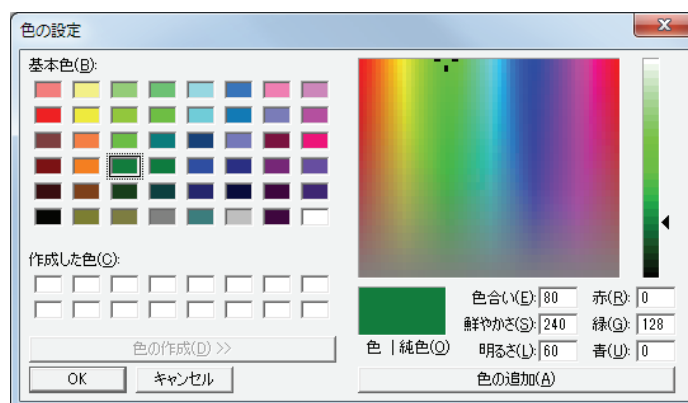 色の設定
基本色(B):
作成した色(C):
色の作成(D) >>
OK キャンセル
色合い(E): 80 赤(R): 0
鮮やかさ(S): 240 緑(G): 128
色 | 純色(O) 明るさ(L): 60 青(U): 0
色の追加(A)